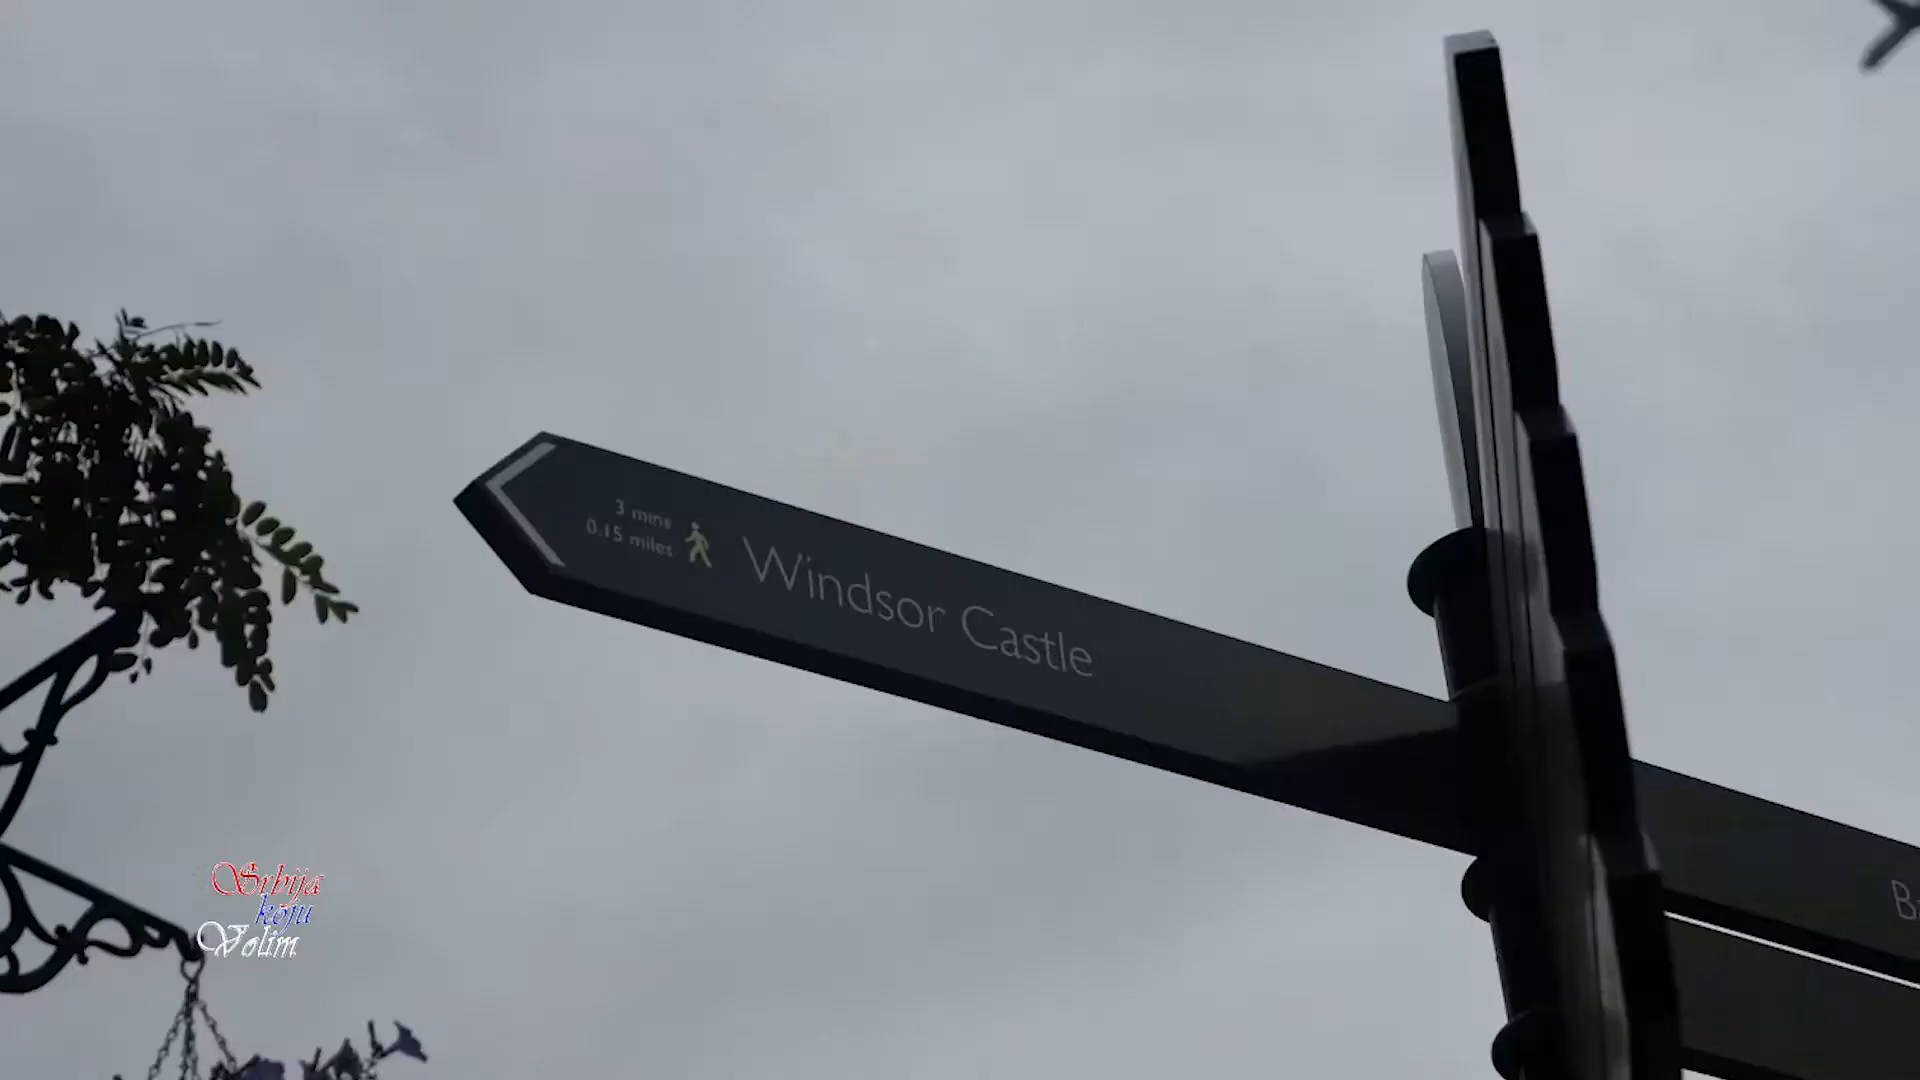 3 mins
0.15 miles
Windsor Castle
Srbija
koju
Volim